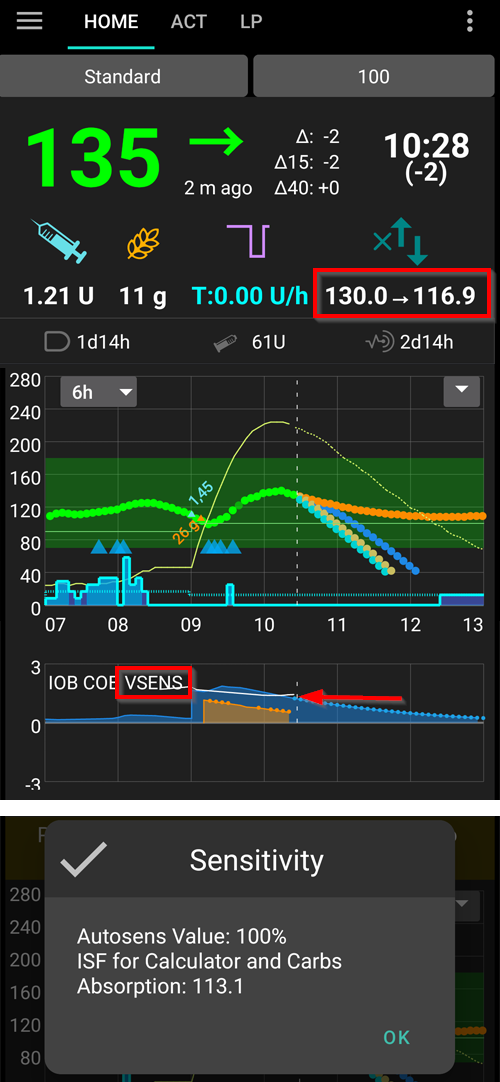 HOME ACT LP
Standard 100
135
Δ: -2
Δ15: -2
Δ40: +0
2 m ago
10:28
(-2)
1.21 U 11 g T:0.00 U/h 130.0→116.9
1d14h 61U 2d14h
6h
280
240
200
160
120
80
40
0
1,45
26 g
07 08 09 10 11 12 13
3
IOB COB VSENS
0
-3
Sensitivity
Autosens Value: 100%
ISF for Calculator and Carbs
Absorption: 113.1
OK
280
240
200
160
120
80